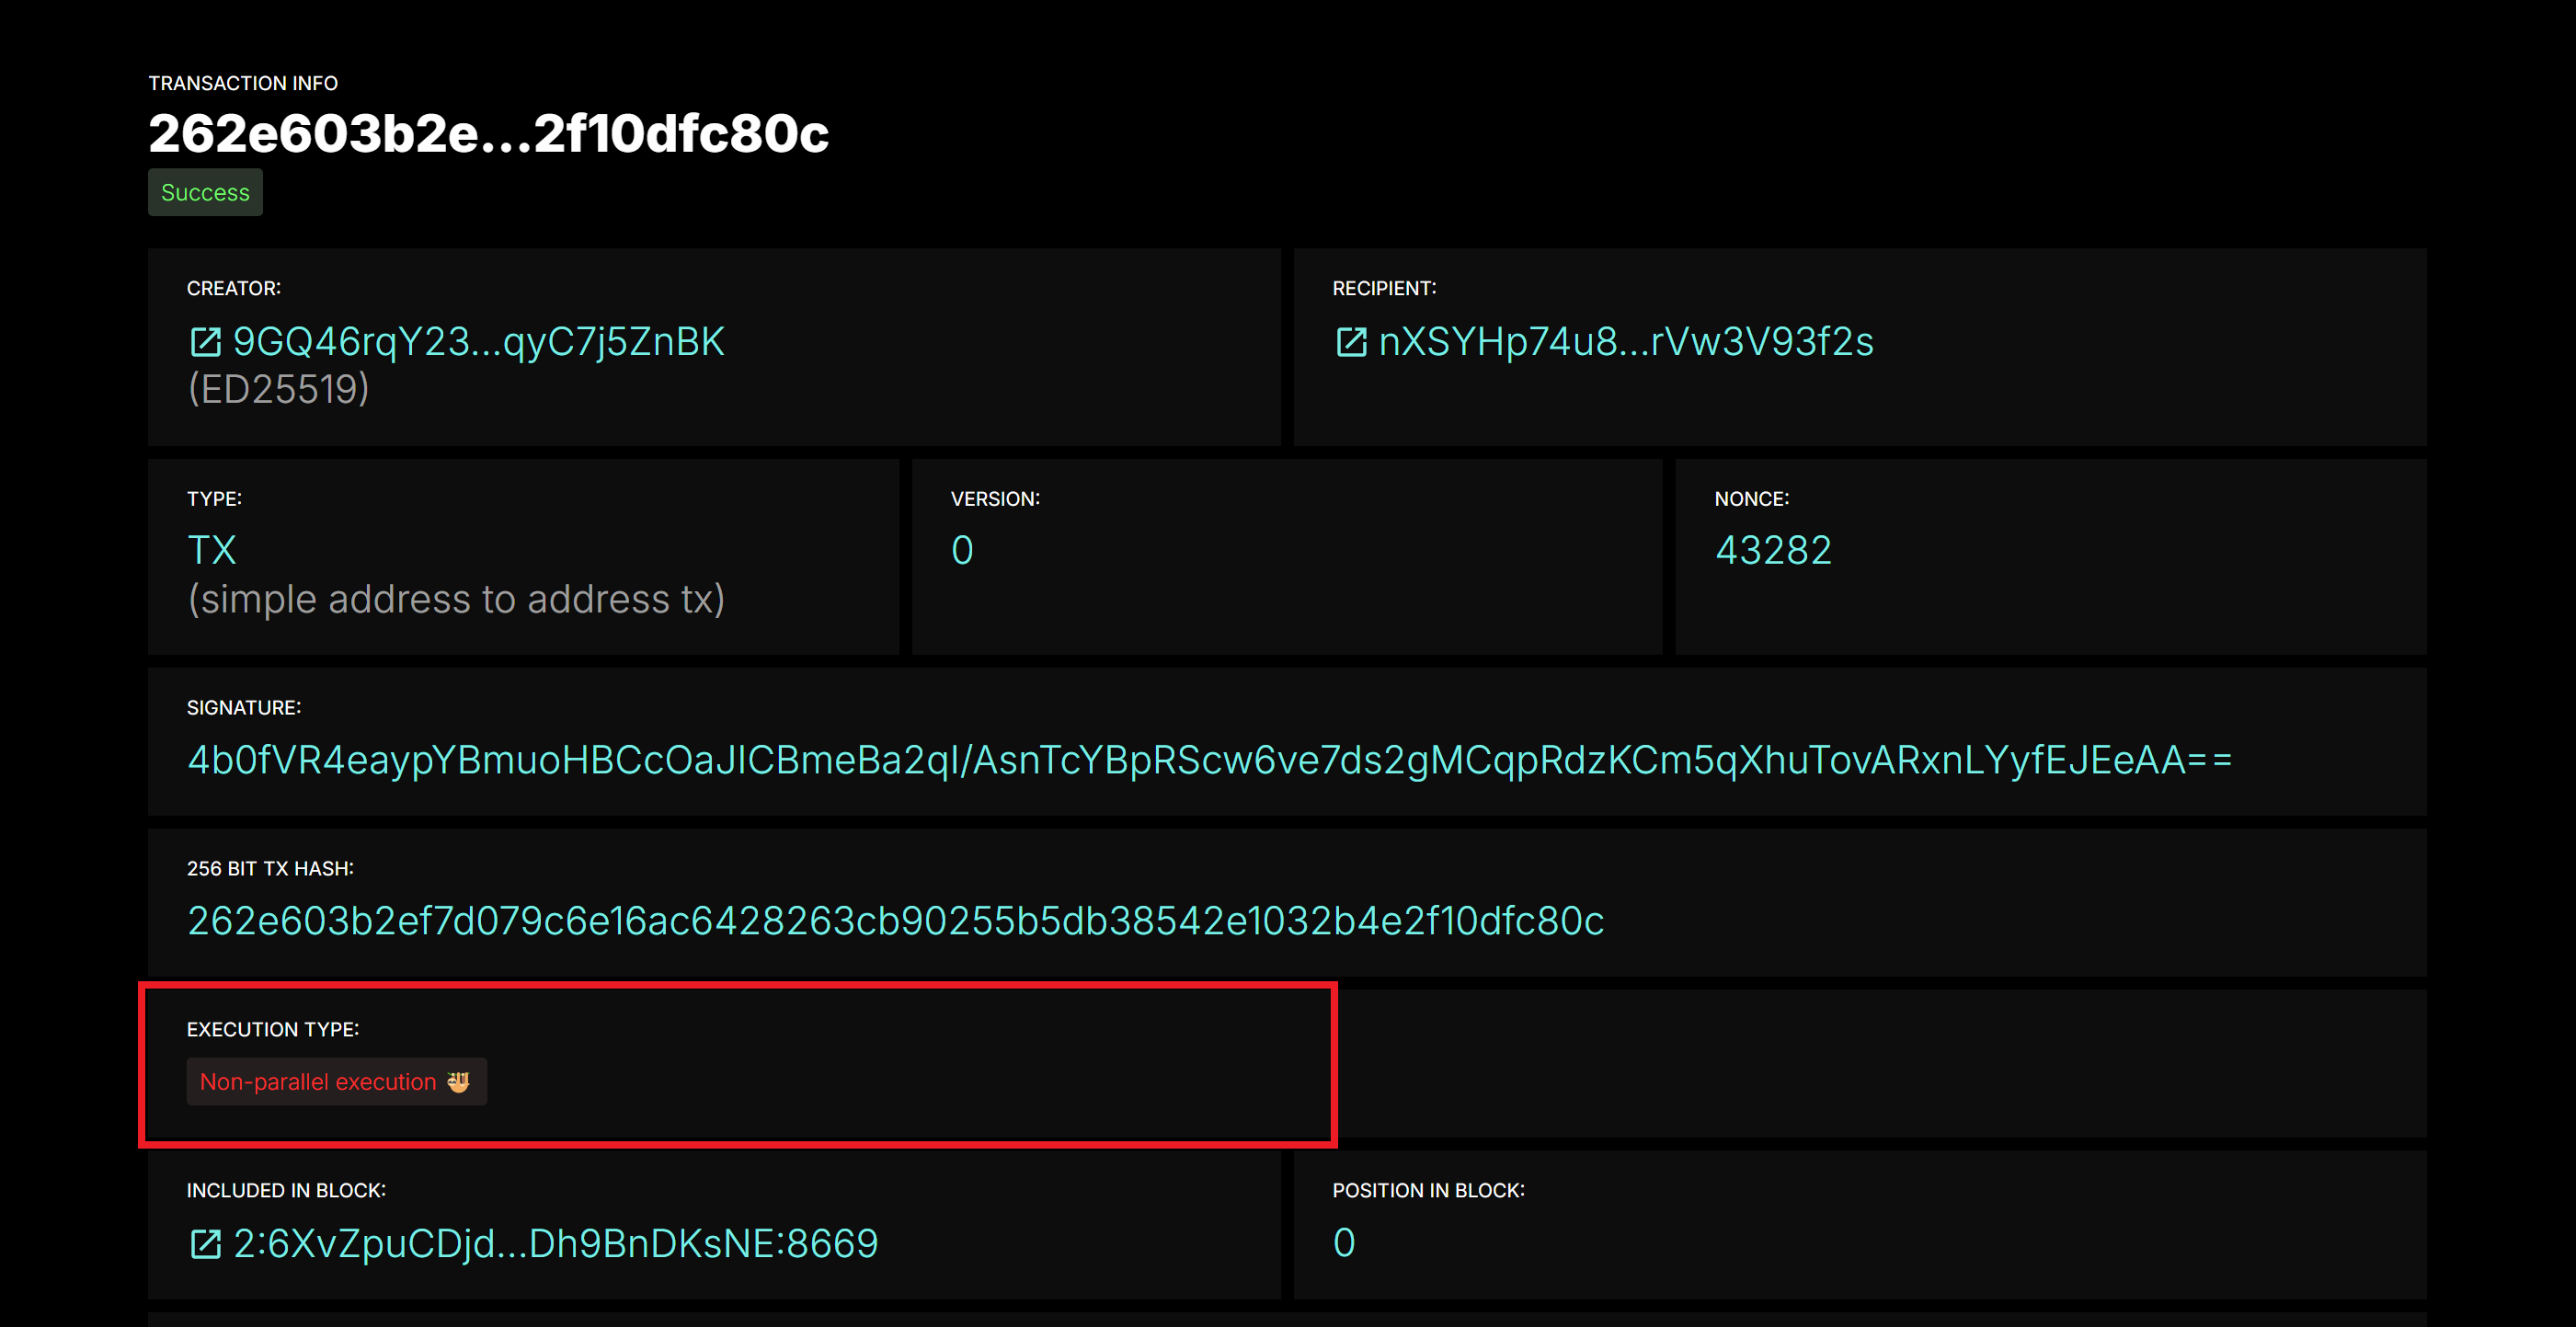 TRANSACTION INFO
262e603b2e...2f10dfc80c
Success
CREATOR:
9GQ46rqY23...qyC7j5ZnBK
(ED25519)
RECIPIENT:
nXSYHp74u8...rVw3V93f2s
TYPE:
TX
(simple address to address tx)
VERSION:
0
NONCE:
43282
SIGNATURE:
4b0fVR4eaypYBmuoHBCcOaJICBmeBa2qI/AsnTcYBpRScw6ve7ds2gMCqpRdzKCm5qXhuTovARxnLYyfEJEeAA==
256 BIT TX HASH:
262e603b2ef7d079c6e16ac6428263cb90255b5db38542e1032b4e2f10dfc80c
EXECUTION TYPE:
Non-parallel execution 🦥
INCLUDED IN BLOCK:
2:6XvZpuCDjd...Dh9BnDKsNE:8669
POSITION IN BLOCK:
0